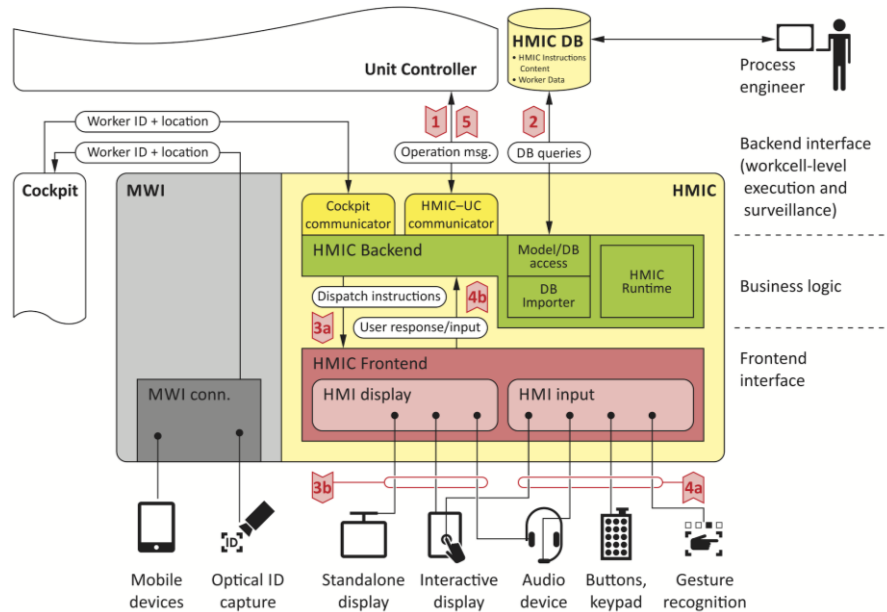 HMIC DB
• HMIC Instructions
Content
• Worker Data
Unit Controller
Process
engineer
1
5
2
Worker ID + location
Worker ID + location
Operation msg.
DB queries
Backend interface
(workcell-level
execution and
surveillance)
Cockpit
MWI
HMIC
Cockpit
communicator
HMIC–UC
communicator
HMIC Backend
Model/DB
access
DB
Importer
HMIC
Runtime
Business logic
Dispatch instructions
4b
3a
User response/input
HMIC Frontend
Frontend
interface
HMI display
HMI input
MWI conn.
3b
4a
ID
Mobile
devices
Optical ID
capture
Standalone
display
Interactive
display
Audio
device
Buttons,
keypad
Gesture
recognition